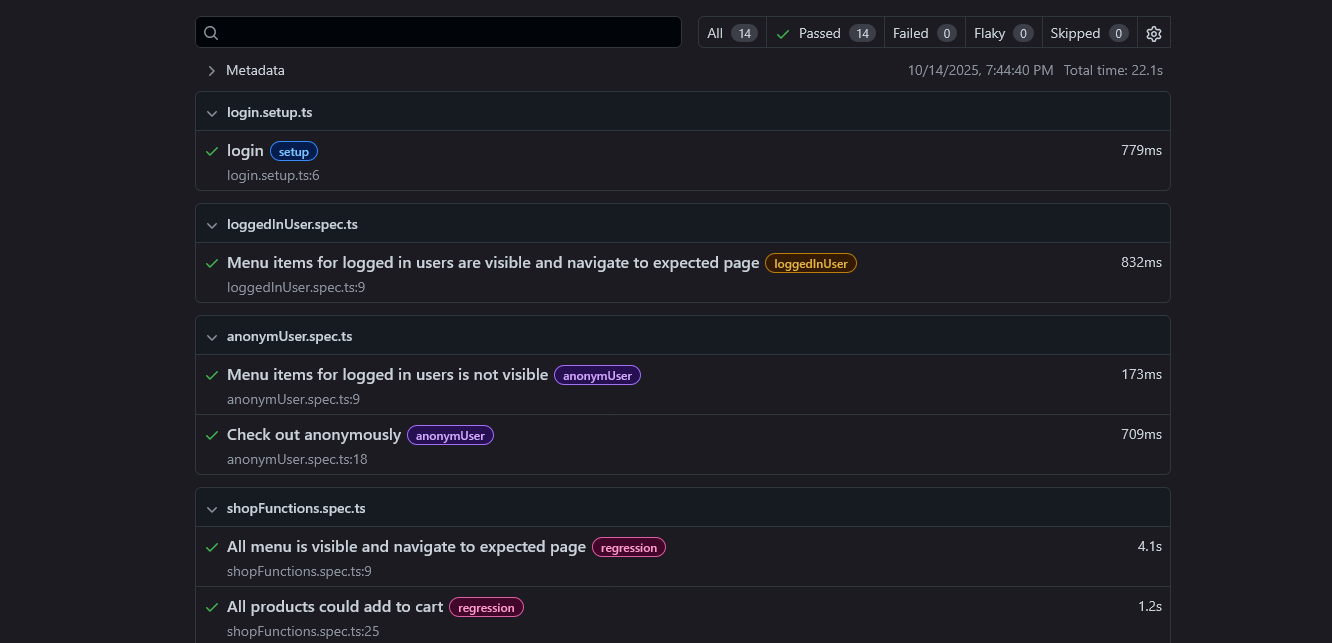 All 14 Passed 14 Failed 0 Flaky 0 Skipped 0
Metadata 10/14/2025, 7:44:40 PM Total time: 22.1s
login.setup.ts
login setup 779ms
login.setup.ts:6
loggedInUser.spec.ts
Menu items for logged in users are visible and navigate to expected page loggedInUser 832ms
loggedInUser.spec.ts:9
anonymUser.spec.ts
Menu items for logged in users is not visible anonymUser 173ms
anonymUser.spec.ts:9
Check out anonymously anonymUser 709ms
anonymUser.spec.ts:18
shopFunctions.spec.ts
All menu is visible and navigate to expected page regression 4.1s
shopFunctions.spec.ts:9
All products could add to cart regression 1.2s
shopFunctions.spec.ts:25